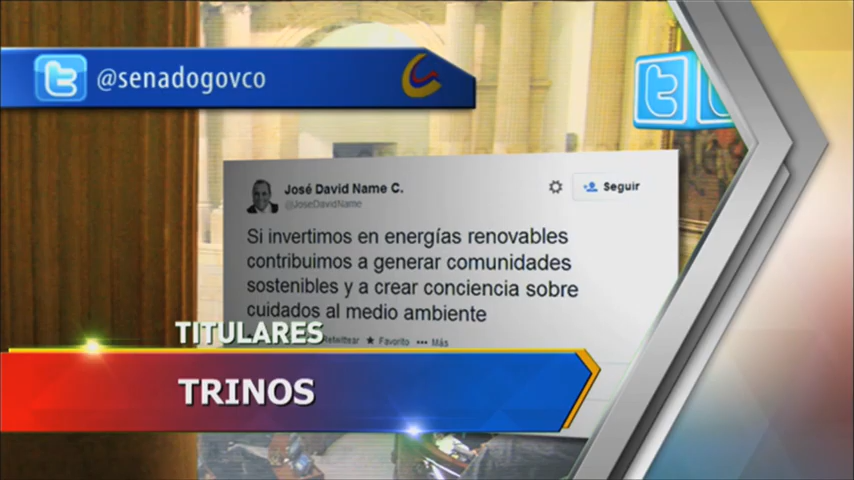 @senadogovco
José David Name C.
@JoseDavidName
Seguir
Si invertimos en energías renovables
contribuimos a generar comunidades
sostenibles y a crear conciencia sobre
cuidados al medio ambiente
Retwittear ★ Favorito ••• Más
TITULARES
TRINOS